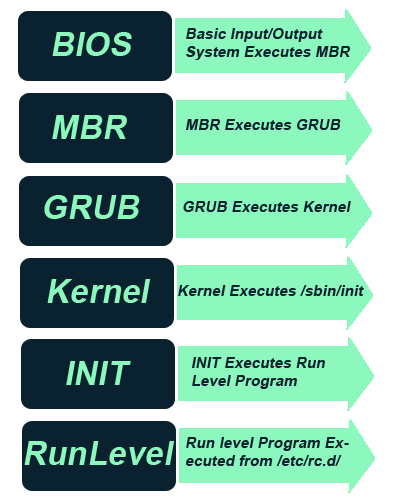 BIOS
Basic Input/Output
System Executes MBR
MBR
MBR Executes GRUB
GRUB
GRUB Executes Kernel
Kernel
Kernel Executes /sbin/init
INIT
INIT Executes Run
Level Program
RunLevel
Run level Program Ex-
ecuted from /etc/rc.d/